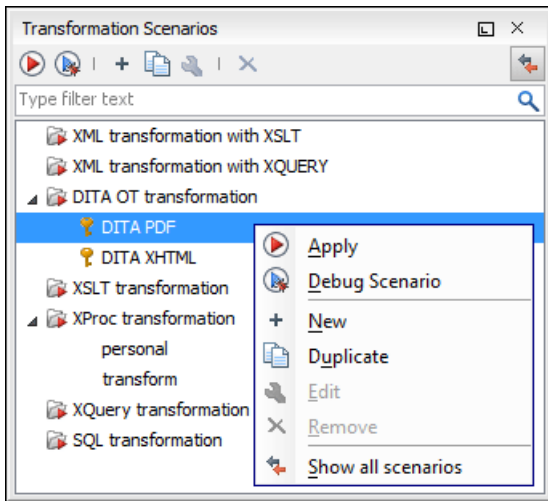 Transformation Scenarios
Type filter text
XML transformation with XSLT
XML transformation with XQUERY
DITA OT transformation
DITA PDF
DITA XHTML
XSLT transformation
XProc transformation
personal
transform
XQuery transformation
SQL transformation
Apply
Debug Scenario
New
Duplicate
Edit
Remove
Show all scenarios